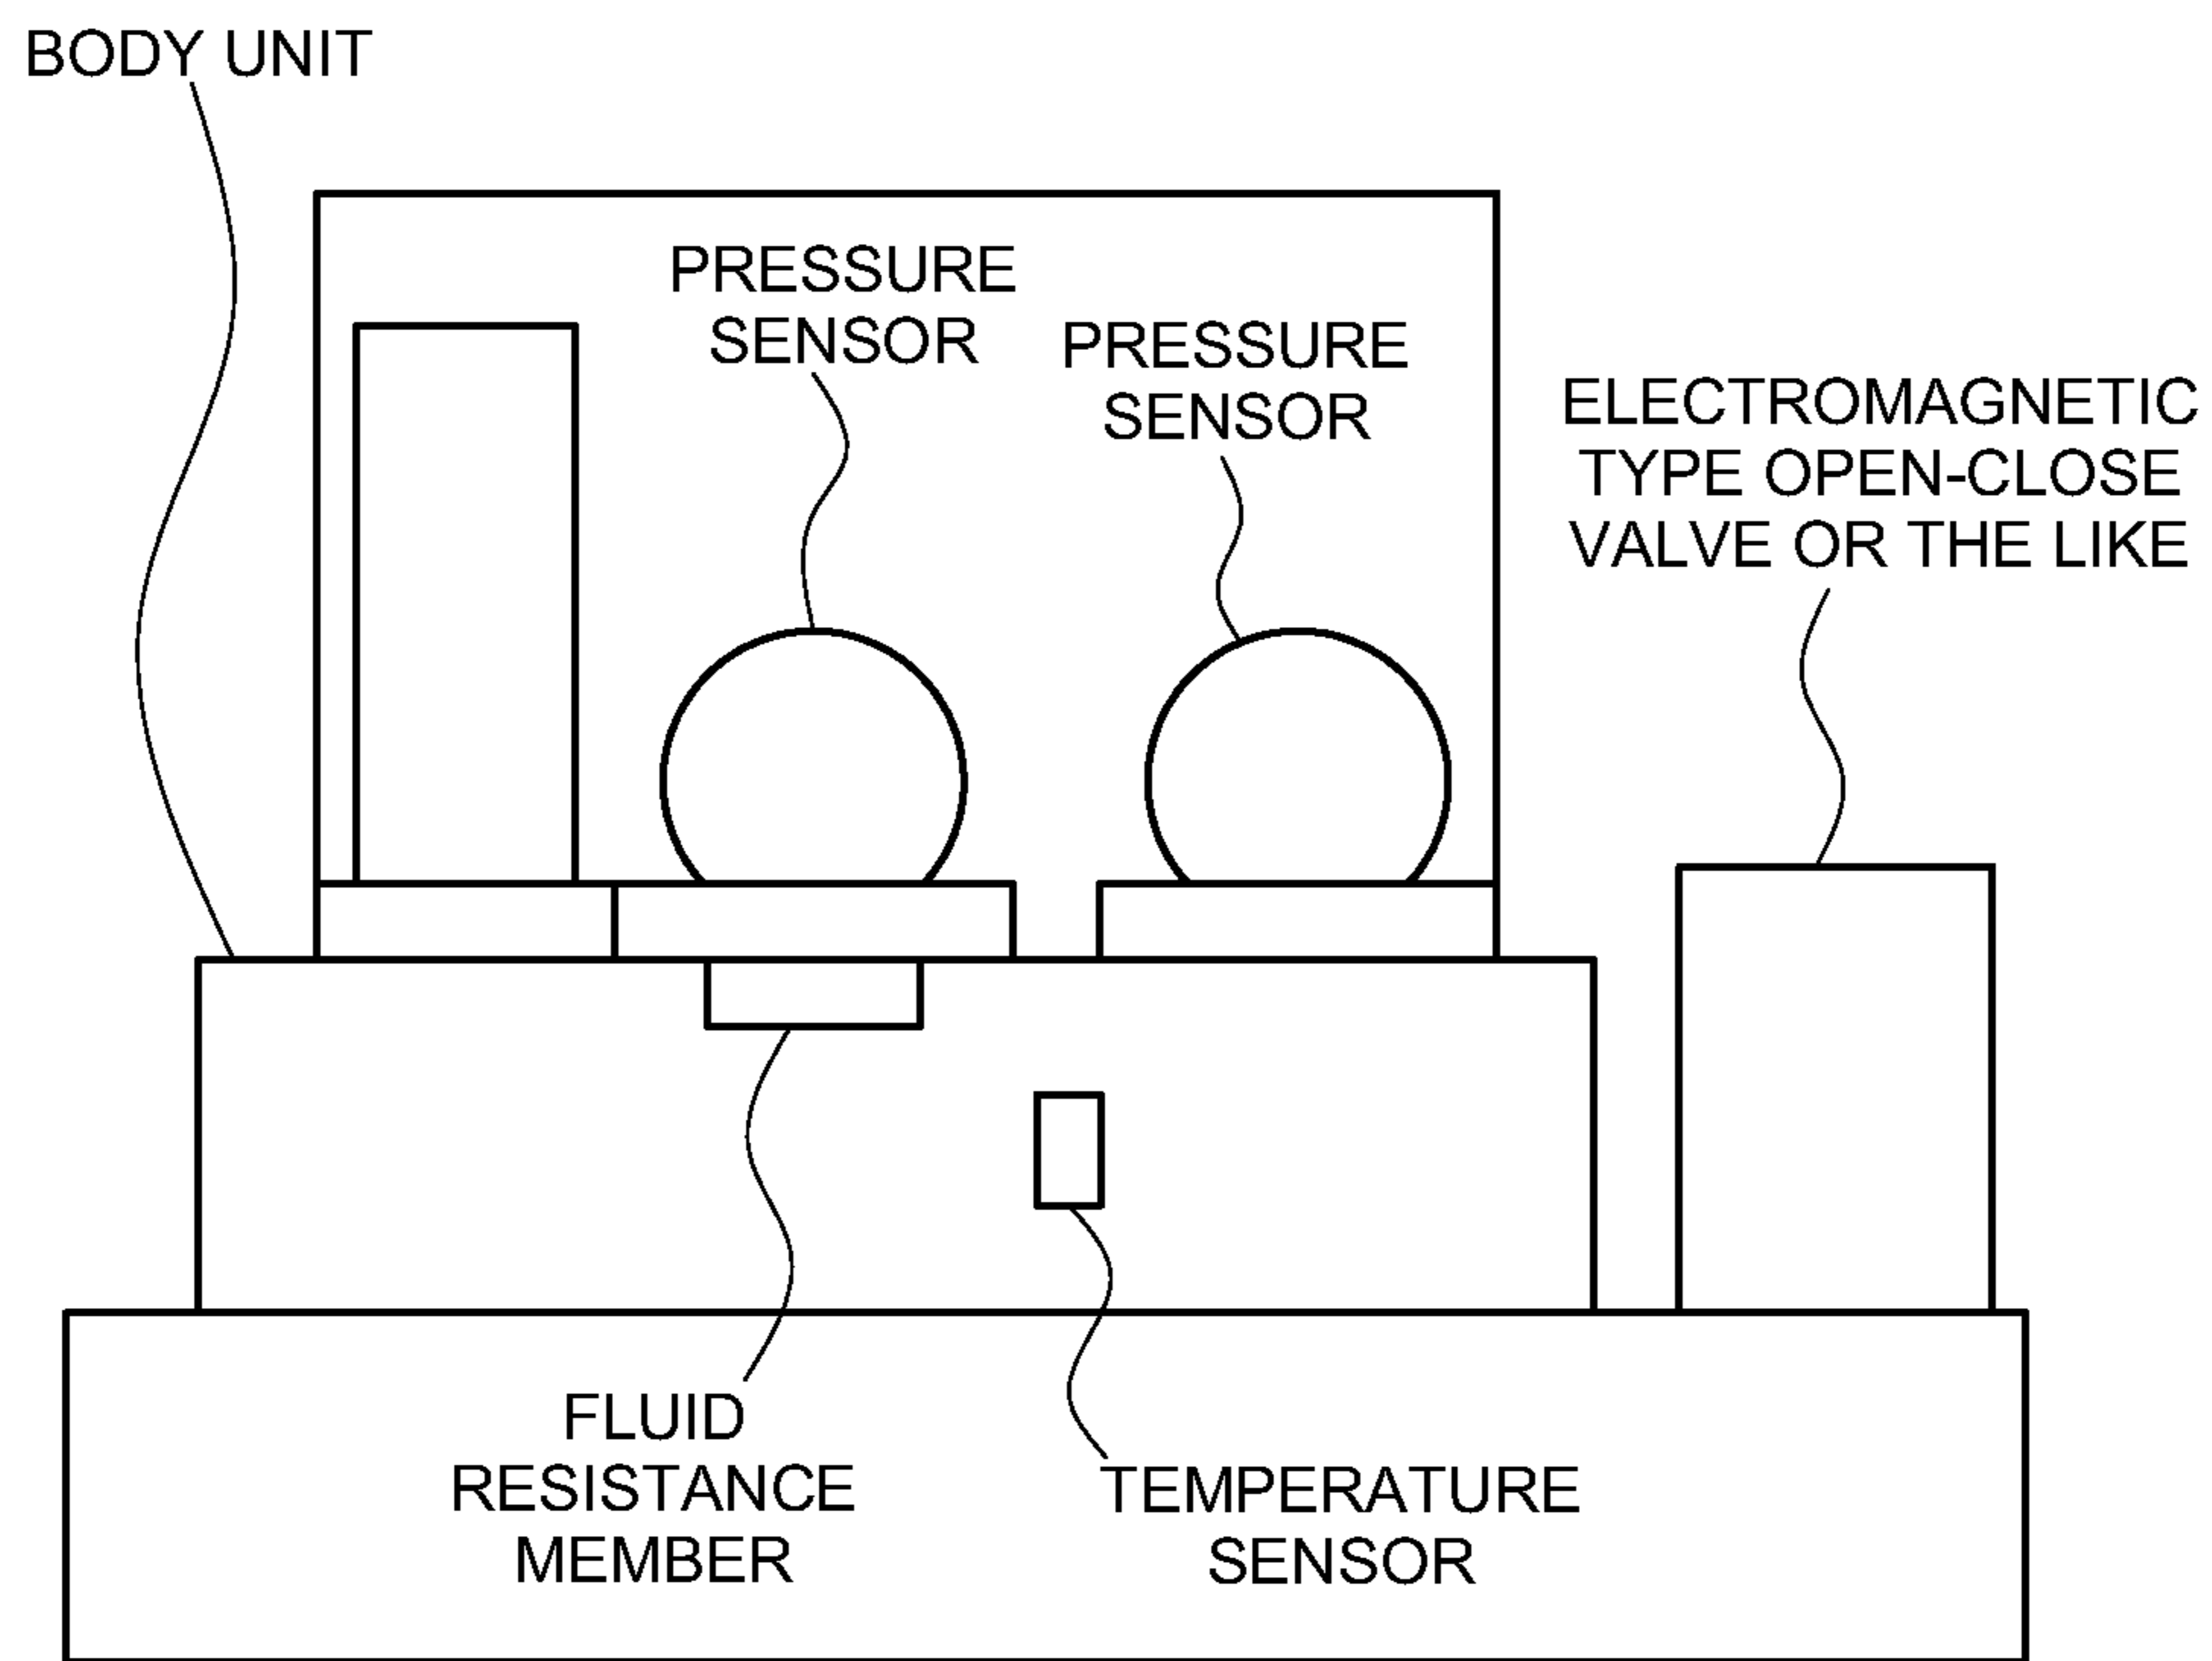 BODY UNIT
PRESSURE
SENSOR
PRESSURE
SENSOR
ELECTROMAGNETIC
TYPE OPEN-CLOSE
VALVE OR THE LIKE
FLUID
RESISTANCE
MEMBER
TEMPERATURE
SENSOR